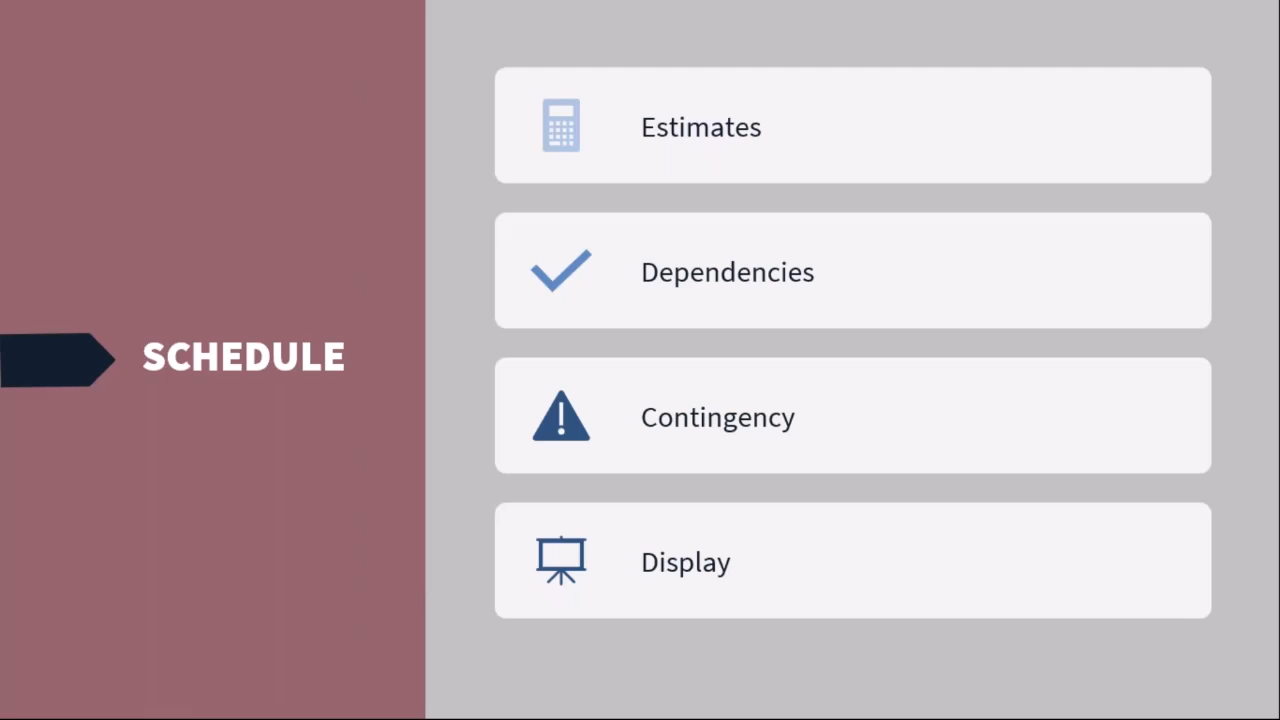 SCHEDULE
Estimates
Dependencies
Contingency
Display